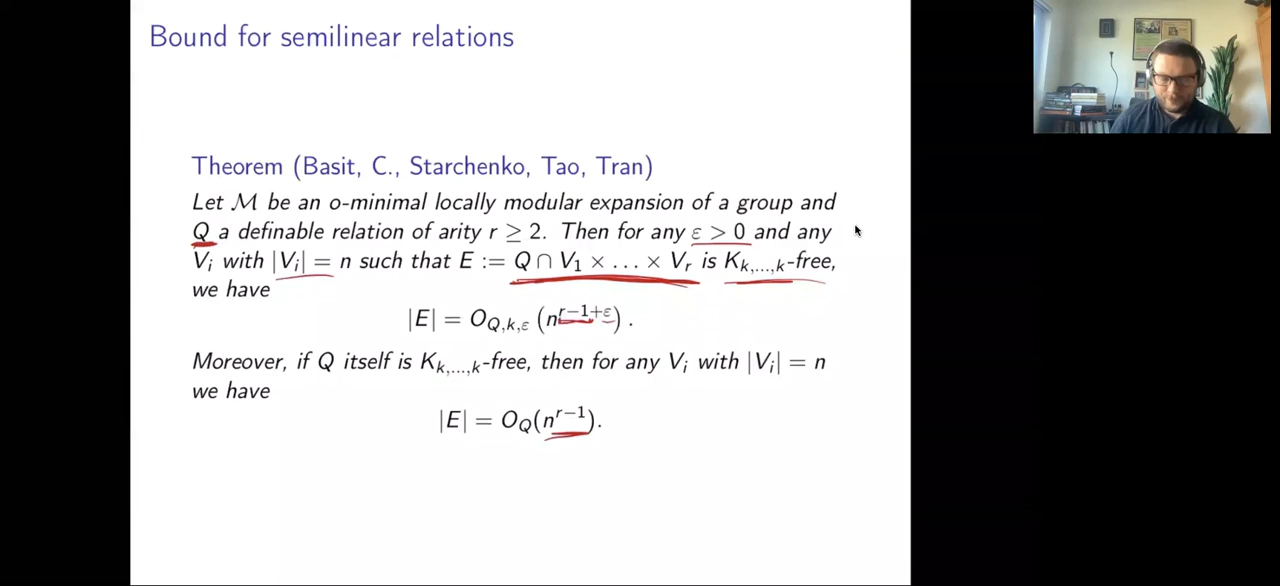 Bound for semilinear relations
Theorem (Basit, C., Starchenko, Tao, Tran)
Let ℳ be an o-minimal locally modular expansion of a group and
Q a definable relation of arity r ≥ 2. Then for any ε > 0 and any
V_i with |V_i| = n such that E := Q ∩ V_1 × … × V_r is K_{k,…,k}-free,
we have
|E| = O_{Q,k,ε} (n^{r−1+ε}) .
Moreover, if Q itself is K_{k,…,k}-free, then for any V_i with |V_i| = n
we have
|E| = O_Q(n^{r−1}).